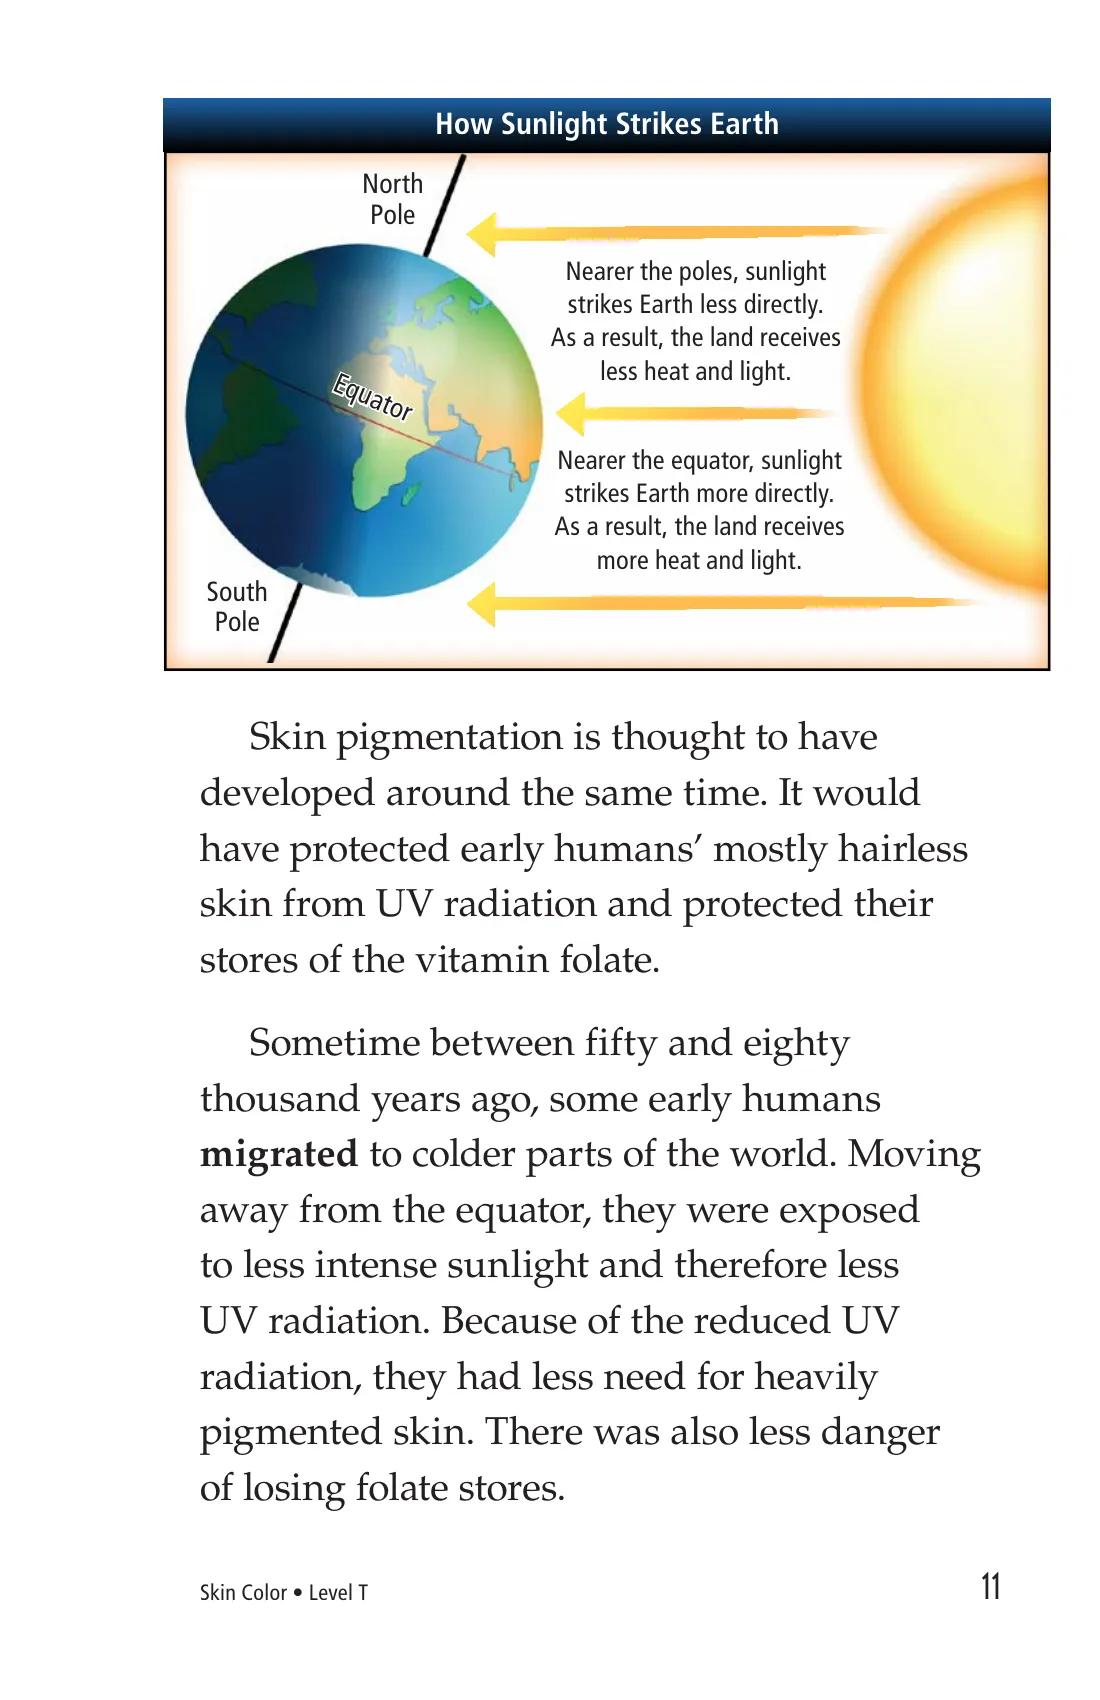 How Sunlight Strikes Earth
North
Pole
Nearer the poles, sunlight
strikes Earth less directly.
As a result, the land receives
less heat and light.
Equator
Nearer the equator, sunlight
strikes Earth more directly.
As a result, the land receives
more heat and light.
South
Pole
Skin pigmentation is thought to have
developed around the same time. It would
have protected early humans’ mostly hairless
skin from UV radiation and protected their
stores of the vitamin folate.
Sometime between fifty and eighty
thousand years ago, some early humans
migrated to colder parts of the world. Moving
away from the equator, they were exposed
to less intense sunlight and therefore less
UV radiation. Because of the reduced UV
radiation, they had less need for heavily
pigmented skin. There was also less danger
of losing folate stores.
Skin Color • Level T
11